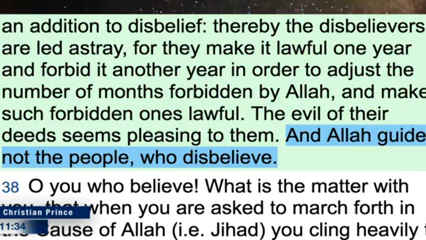 an addition to disbelief: thereby the disbelievers
are led astray, for they make it lawful one year
and forbid it another year in order to adjust the
number of months forbidden by Allah, and make
such forbidden ones lawful. The evil of their
deeds seems pleasing to them. And Allah guide
not the people, who disbelieve.
38 O you who believe! What is the matter with
you, that when you are asked to march forth in
the Cause of Allah (i.e. Jihad) you cling heavily
Christian Prince
11:34